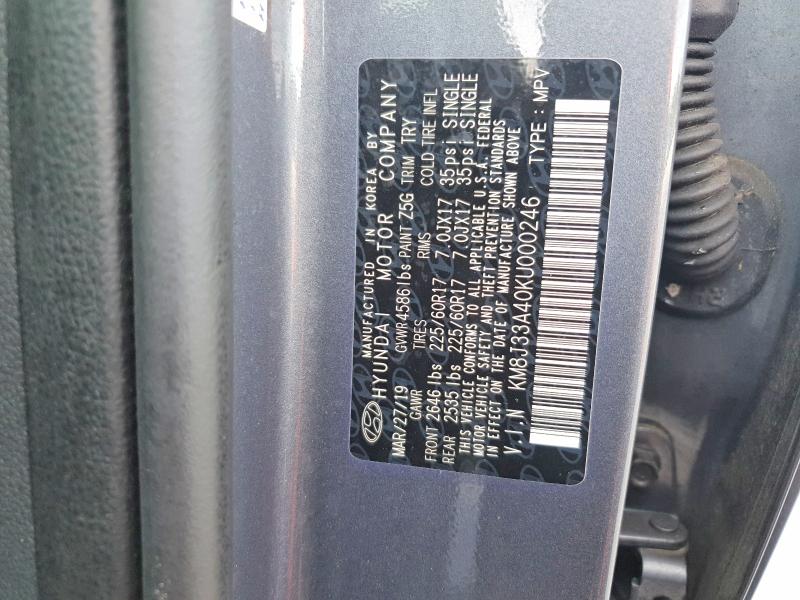 MANUFACTURED IN KOREA BY
HYUNDAI MOTOR COMPANY
MAR/27/19 GVWR 4586 lbs PAINT Z5G TRIM TRY
GAWR TIRES RIMS COLD TIRE INFL
FRONT 2646 lbs 225/60R17 7.0JX17 35psi SINGLE
REAR 2535 lbs 225/60R17 7.0JX17 35psi SINGLE
THIS VEHICLE CONFORMS TO ALL APPLICABLE U.S.A. FEDERAL
MOTOR VEHICLE SAFETY AND THEFT PREVENTION STANDARDS
IN EFFECT ON THE DATE OF MANUFACTURE SHOWN ABOVE
V.I.N : KM8J33A40KU000246 TYPE : MPV